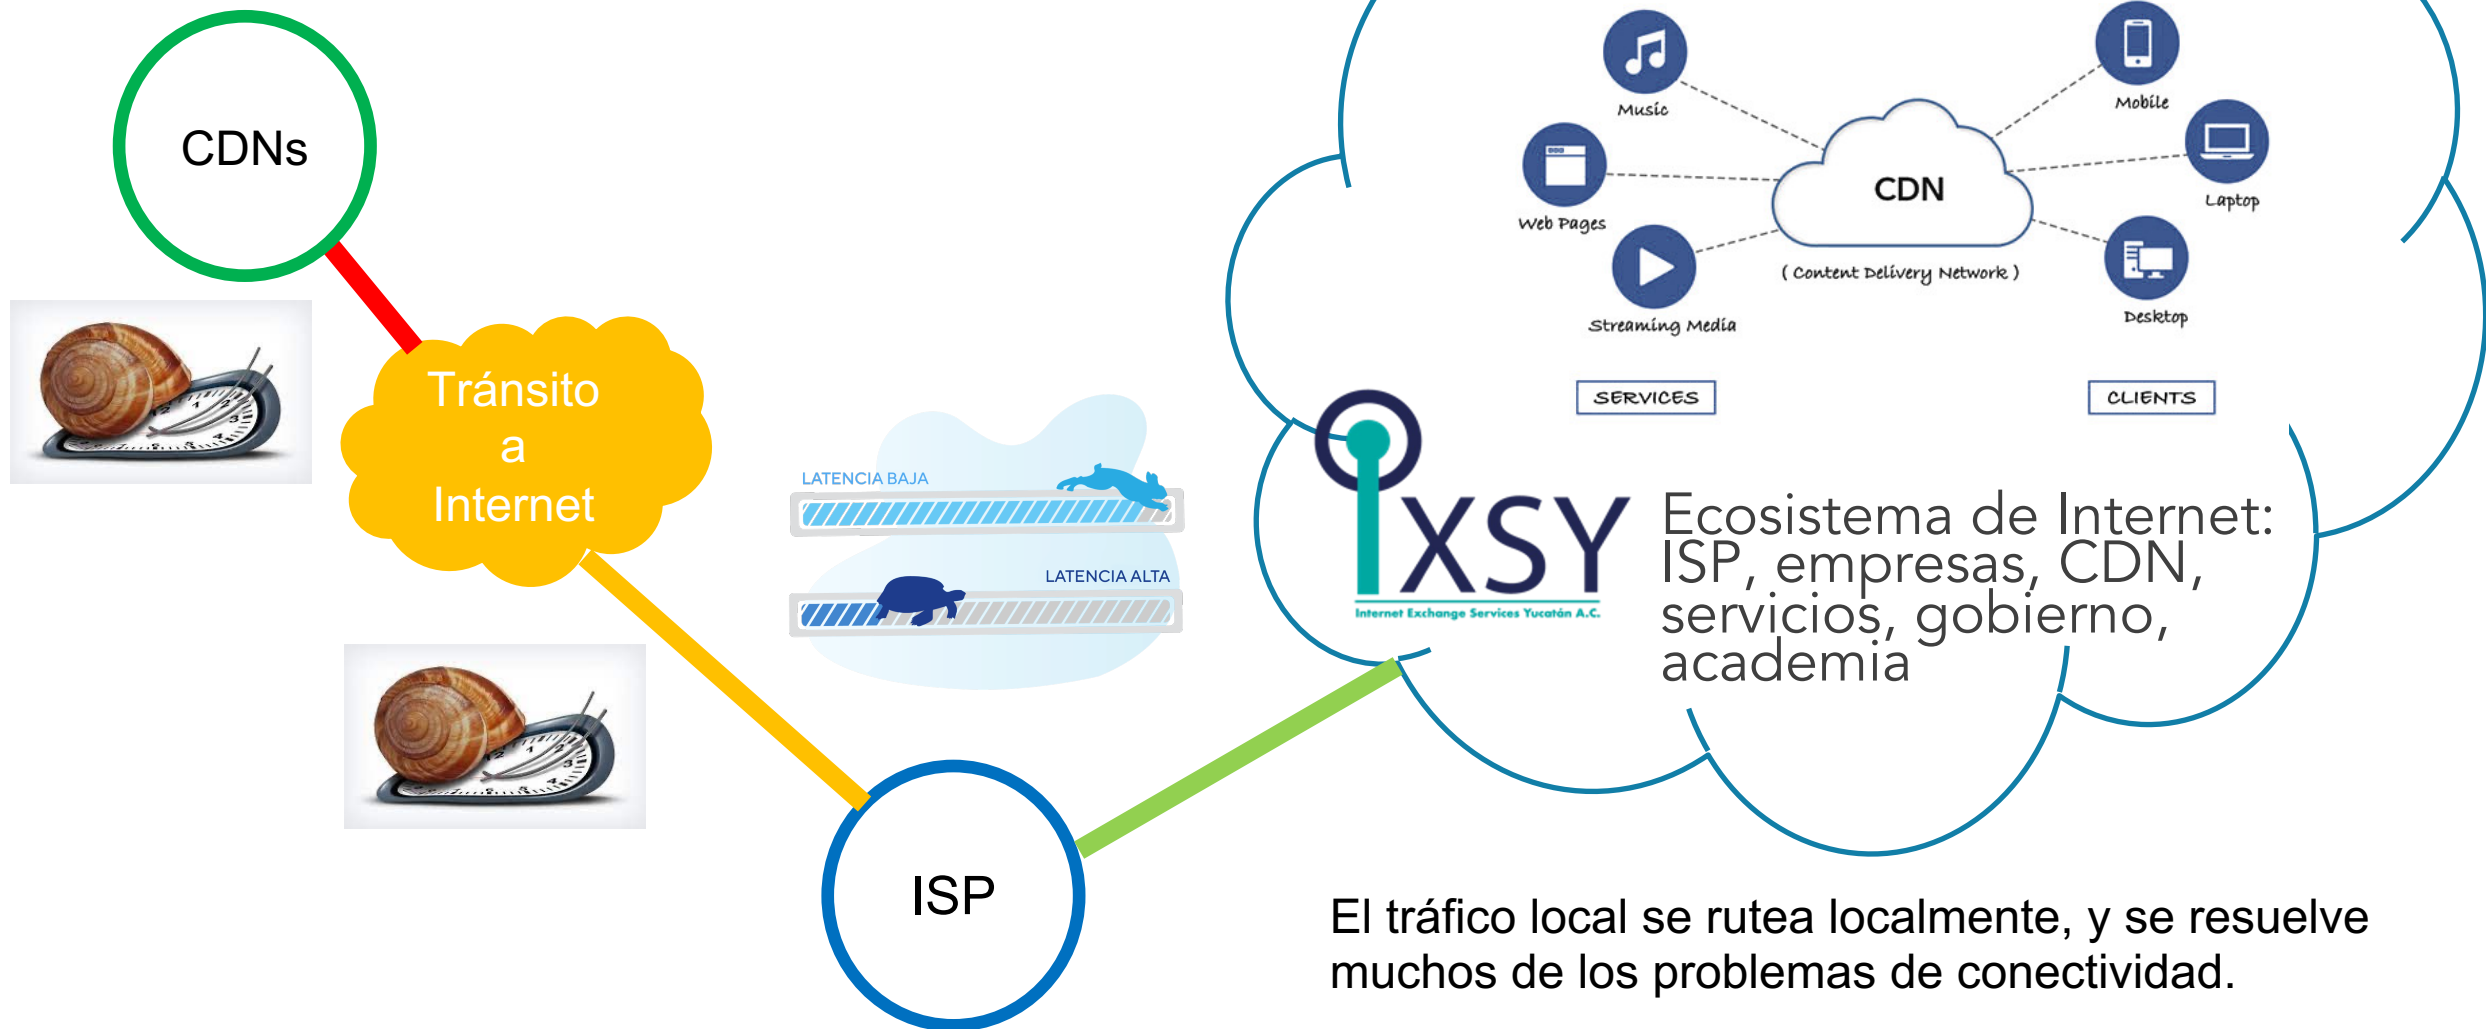 CDNs
Tránsito
a
Internet
LATENCIA BAJA
LATENCIA ALTA
ISP
Music
Web Pages
Streaming Media
CDN
( Content Delivery Network )
Mobile
Laptop
Desktop
SERVICES
CLIENTS
IXSY
Internet Exchange Services Yucatán A.C.
Ecosistema de Internet:
ISP, empresas, CDN,
servicios, gobierno,
academia
El tráfico local se rutea localmente, y se resuelve
muchos de los problemas de conectividad.